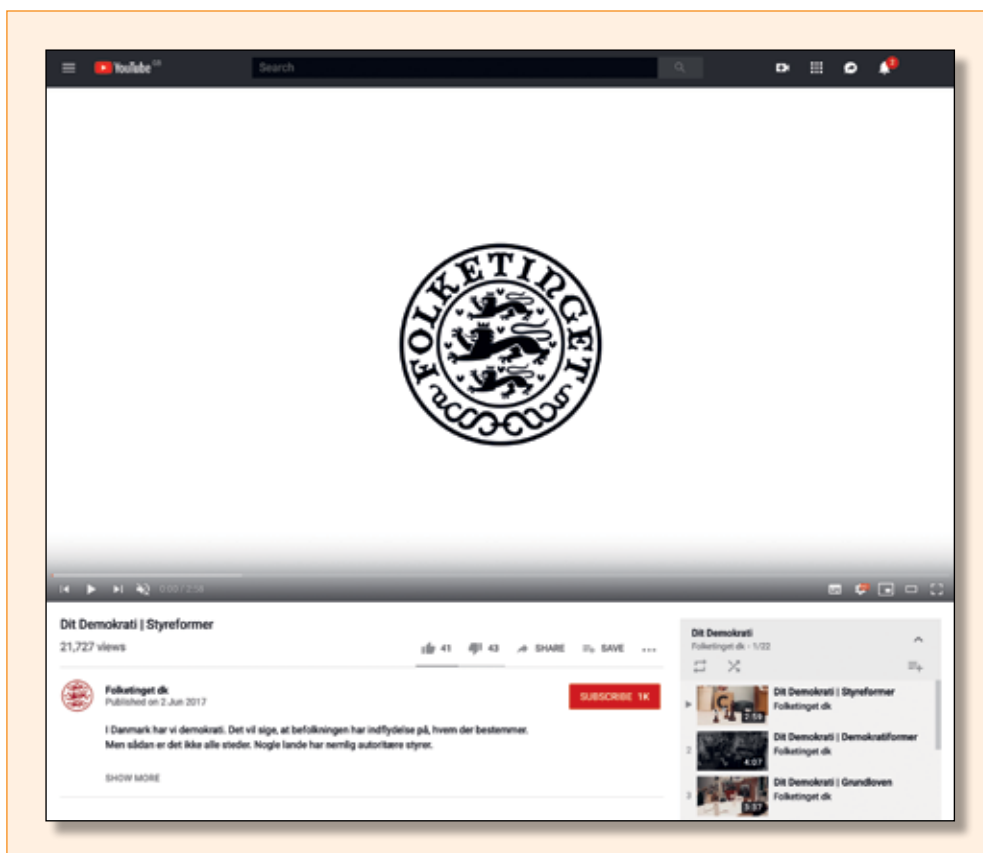 YouTube GB
Search
2
FOLKETINGET
0:00 / 2:58
Dit Demokrati | Styreformer
21,727 views
41
43
SHARE
SAVE
Folketinget dk
Published on 2 Jun 2017
SUBSCRIBE 1K
I Danmark har vi demokrati. Det vil sige, at befolkningen har indflydelse på, hvem der bestemmer.
Men sådan er det ikke alle steder. Nogle lande har nemlig autoritære styrer.
SHOW MORE
Dit Demokrati
Folketinget dk - 1/22
Dit Demokrati | Styreformer
Folketinget dk
2:58
2
Dit Demokrati | Demokratiformer
Folketinget dk
4:07
3
Dit Demokrati | Grundloven
Folketinget dk